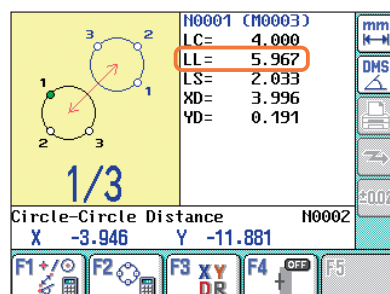 N0001 (M0003)
LC= 4.000
LL= 5.967
LS= 2.033
XD= 3.996
YD= 0.191
3 2
1
1
2 3
1/3
Circle-Circle Distance N0002
X -3.946 Y -11.881
mm
DMS
±0.02
F1 +/⊙ F2 F3 XY DR F4 OFF F5